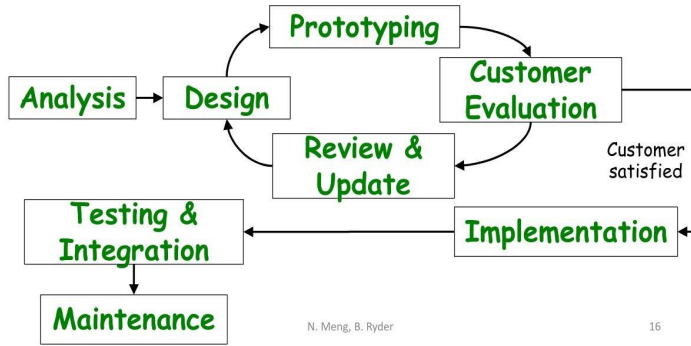 Prototyping
Analysis
Design
Customer
Evaluation
Review &
Update
Customer
satisfied
Testing &
Integration
Implementation
Maintenance
N. Meng, B. Ryder
16